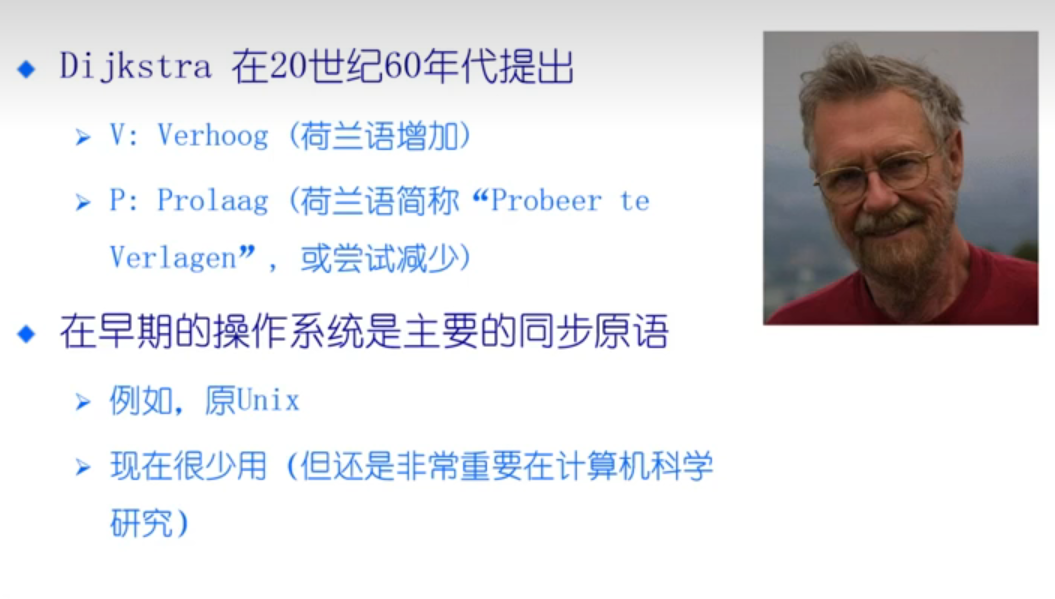 Dijkstra 在20世纪60年代提出
V: Verhoog (荷兰语增加)
P: Prolaag (荷兰语简称“Probeer te
Verlagen”, 或尝试减少)
在早期的操作系统是主要的同步原语
例如, 原Unix
现在很少用 (但还是非常重要在计算机科学
研究)